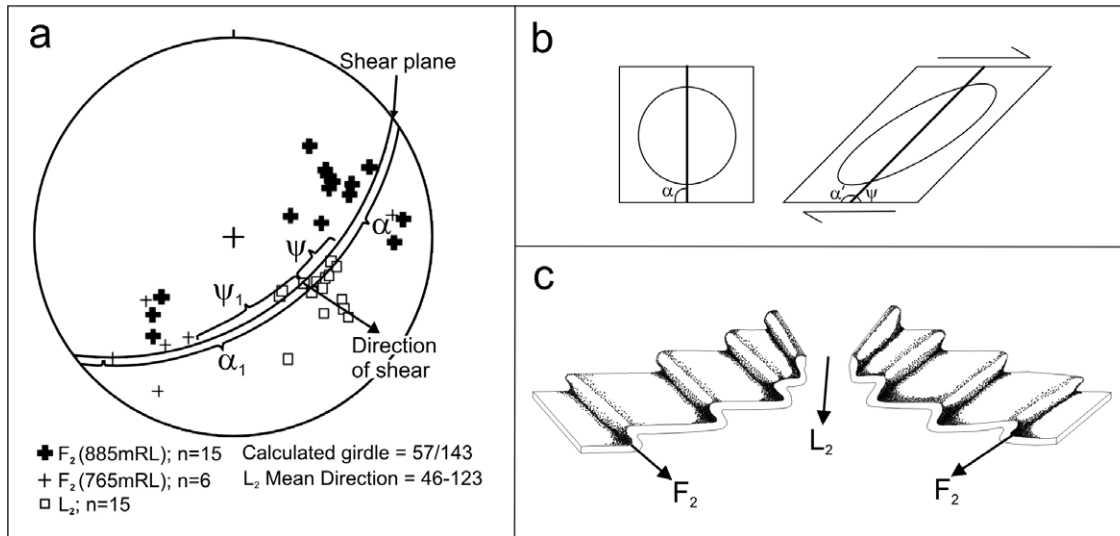 a
Shear plane
α
ψ
ψ₁
α₁
Direction
of shear
F₂ (885mRL); n=15 Calculated girdle = 57/143
F₂ (765mRL); n=6 L₂ Mean Direction = 46-123
L₂; n=15
b
α
α' ψ
c
L₂
F₂
F₂